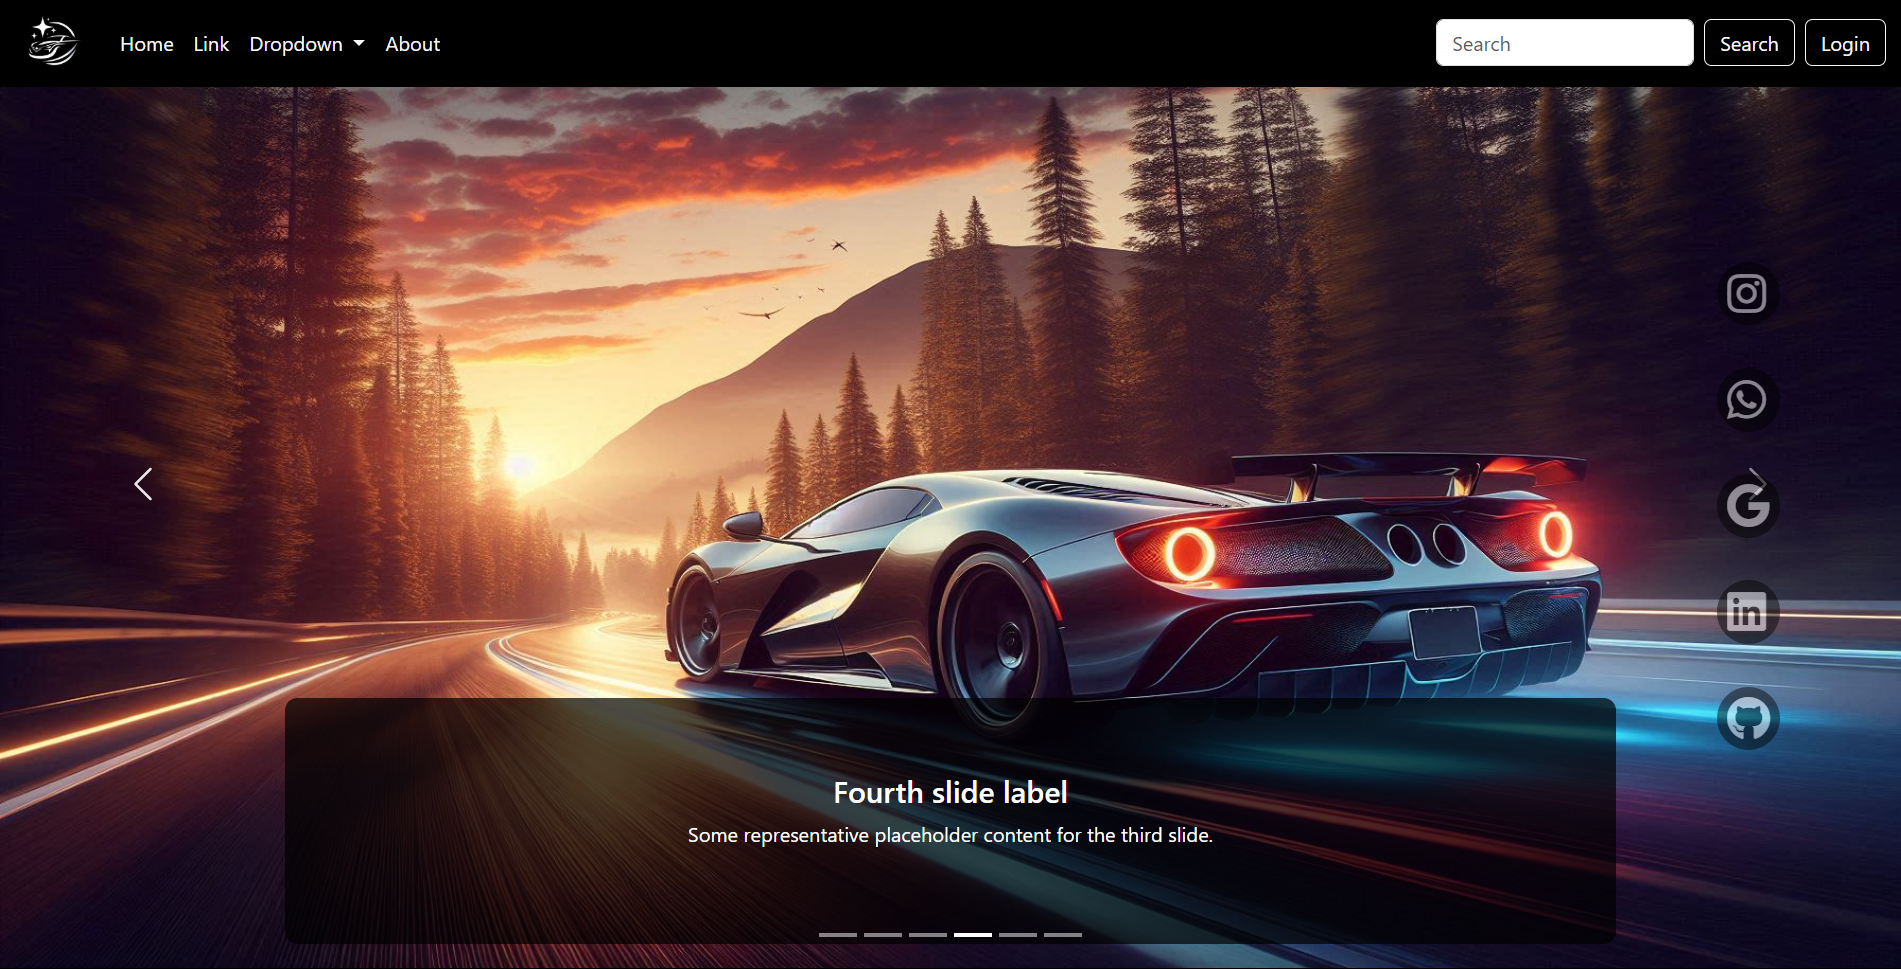 Home Link Dropdown About Search Search Login
Fourth slide label
Some representative placeholder content for the third slide.